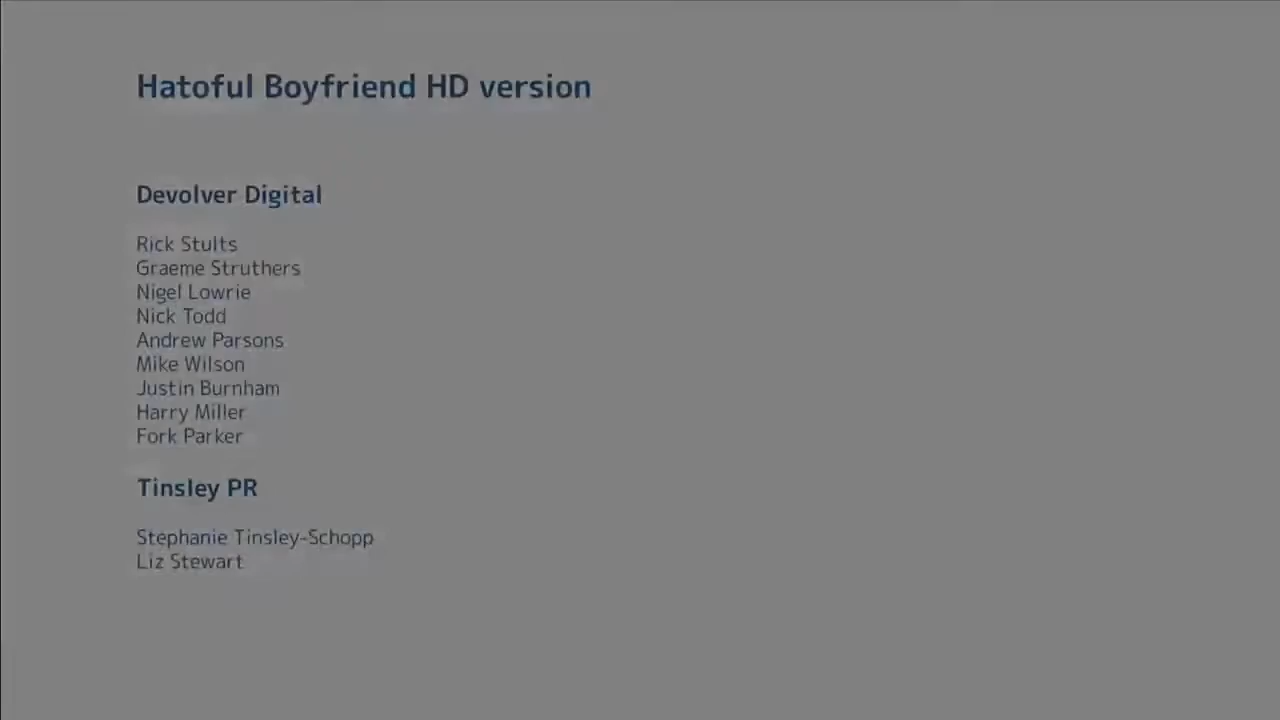 Hatoful Boyfriend HD version
Devolver Digital
Rick Stults
Graeme Struthers
Nigel Lowrie
Nick Todd
Andrew Parsons
Mike Wilson
Justin Burnham
Harry Miller
Fork Parker
Tinsley PR
Stephanie Tinsley-Schopp
Liz Stewart